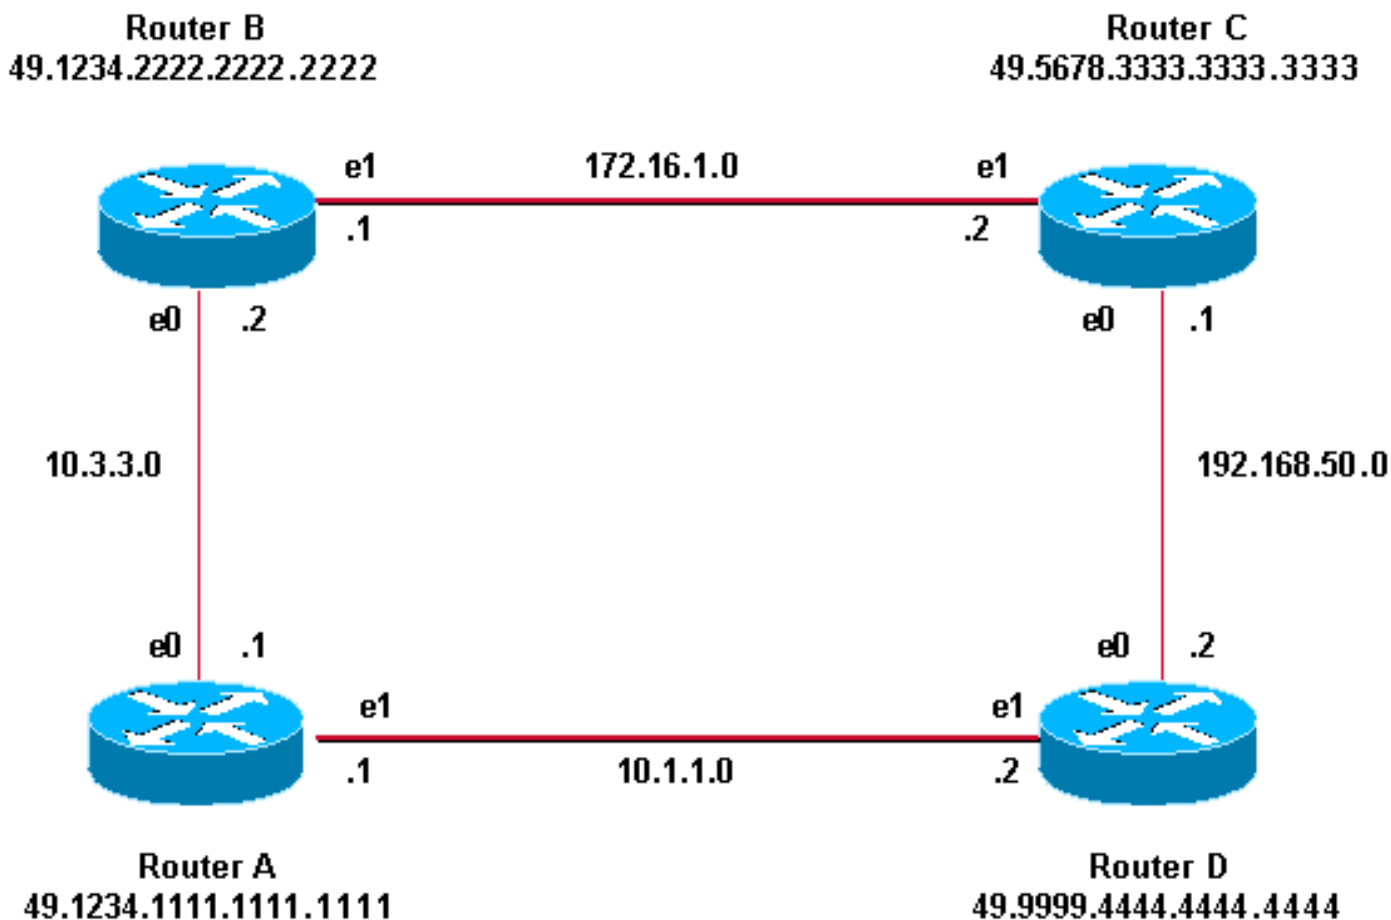 Router B
49.1234.2222.2222.2222
Router C
49.5678.3333.3333.3333
e1
172.16.1.0
e1
.1
.2
e0
.2
e0
.1
10.3.3.0
192.168.50.0
e0
.1
e0
.2
e1
e1
.1
10.1.1.0
.2
Router A
49.1234.1111.1111.1111
Router D
49.9999.4444.4444.4444